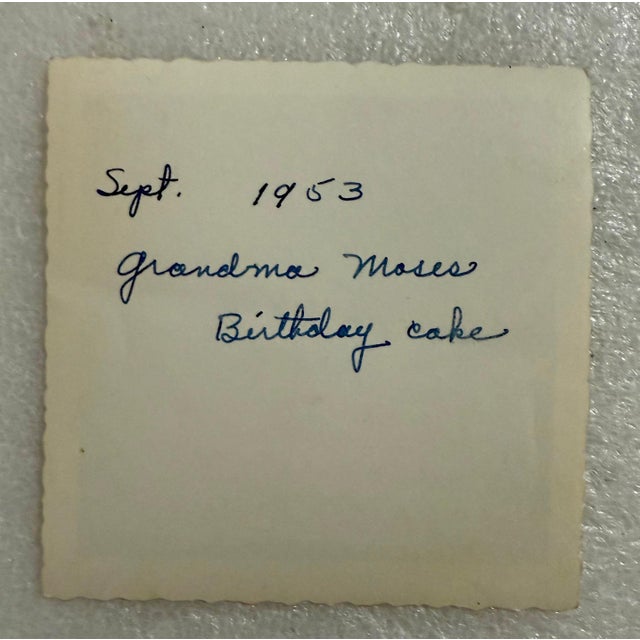 Sept. 1953
Grandma Moses
Birthday cake